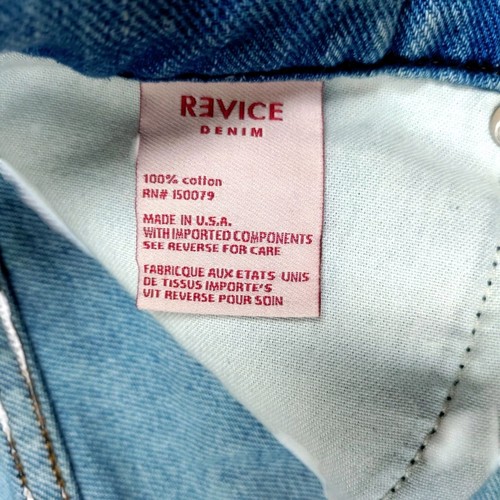 RƎVICE
DENIM
100% cotton
RN# 150079
MADE IN U.S.A.
WITH IMPORTED COMPONENTS
SEE REVERSE FOR CARE
FABRICQUE AUX ETATS-UNIS
DE TISSUS IMPORTE'S
VIT REVERSE POUR SOIN